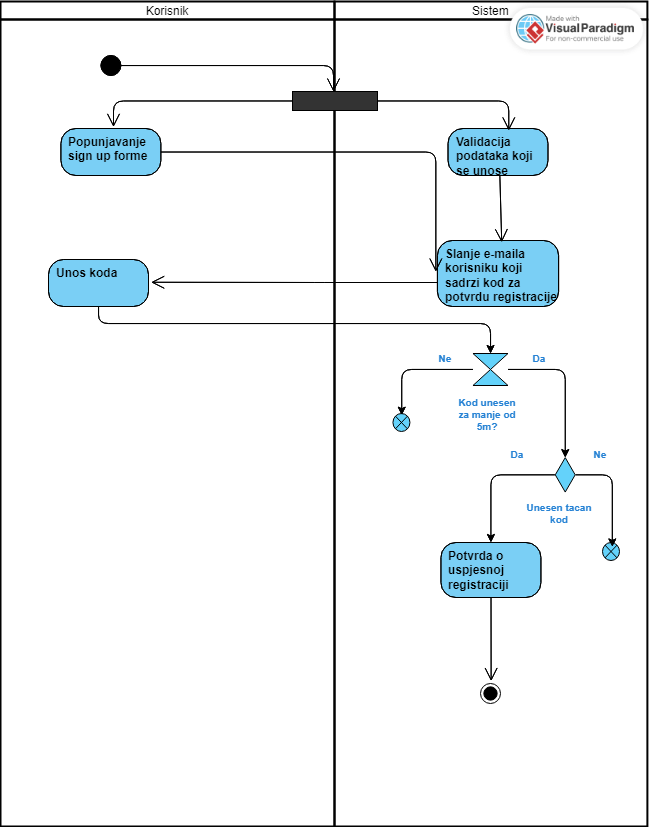 Korisnik
Sistem
Made with
VisualParadigm
For non-commercial use
Popunjavanje
sign up forme
Validacija
podataka koji
se unose
Slanje e-maila
korisniku koji
sadrzi kod za
potvrdu registracije
Unos koda
Ne
Da
Kod unesen
za manje od
5m?
Da
Ne
Unesen tacan
kod
Potvrda o
uspjesnoj
registraciji